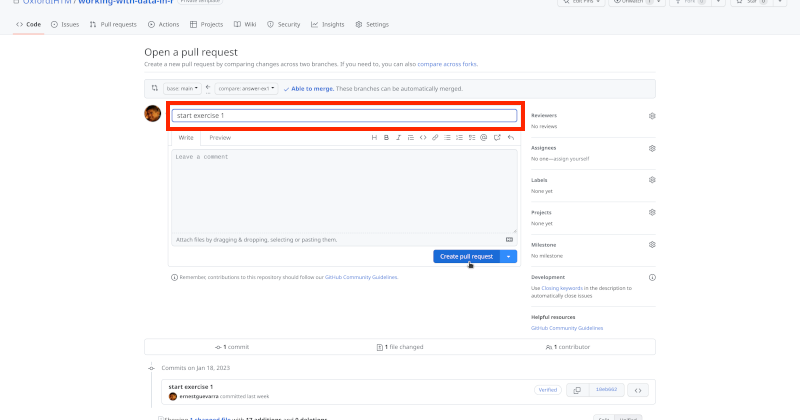 OxfordIHTM / working-with-data-in-r Private template
Edit Pins Unwatch 1 Fork 0 Star 0
Code Issues Pull requests Actions Projects Wiki Security Insights Settings
Open a pull request
Create a new pull request by comparing changes across two branches. If you need to, you can also compare across forks.
base: main compare: answer-ex1 ✓ Able to merge. These branches can be automatically merged.
start exercise 1
Write Preview
Leave a comment
Attach files by dragging & dropping, selecting or pasting them.
Create pull request
Remember, contributions to this repository should follow our GitHub Community Guidelines.
Reviewers
No reviews
Assignees
No one—assign yourself
Labels
None yet
Projects
None yet
Milestone
No milestone
Development
Use Closing keywords in the description to
automatically close issues
Helpful resources
GitHub Community Guidelines
1 commit 1 file changed 1 contributor
Commits on Jan 18, 2023
start exercise 1
ernestguevarra committed last week
Verified
Showing 1 changed file with 17 additions and 0 deletions.
Split Unified